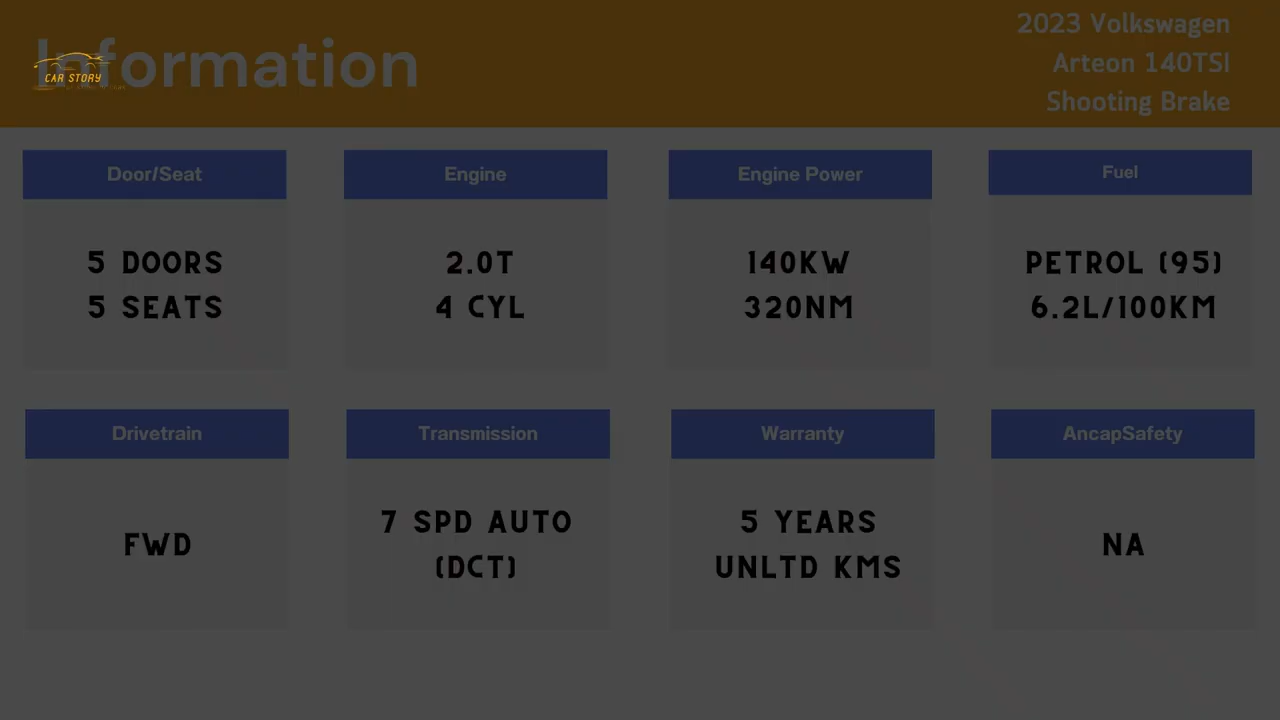 Information
CAR STORY
2023 Volkswagen
Arteon 140TSI
Shooting Brake
Door/Seat
5 DOORS
5 SEATS
Engine
2.0T
4 CYL
Engine Power
140KW
320NM
Fuel
PETROL (95)
6.2L/100KM
Drivetrain
FWD
Transmission
7 SPD AUTO
(DCT)
Warranty
5 YEARS
UNLTD KMS
AncapSafety
NA